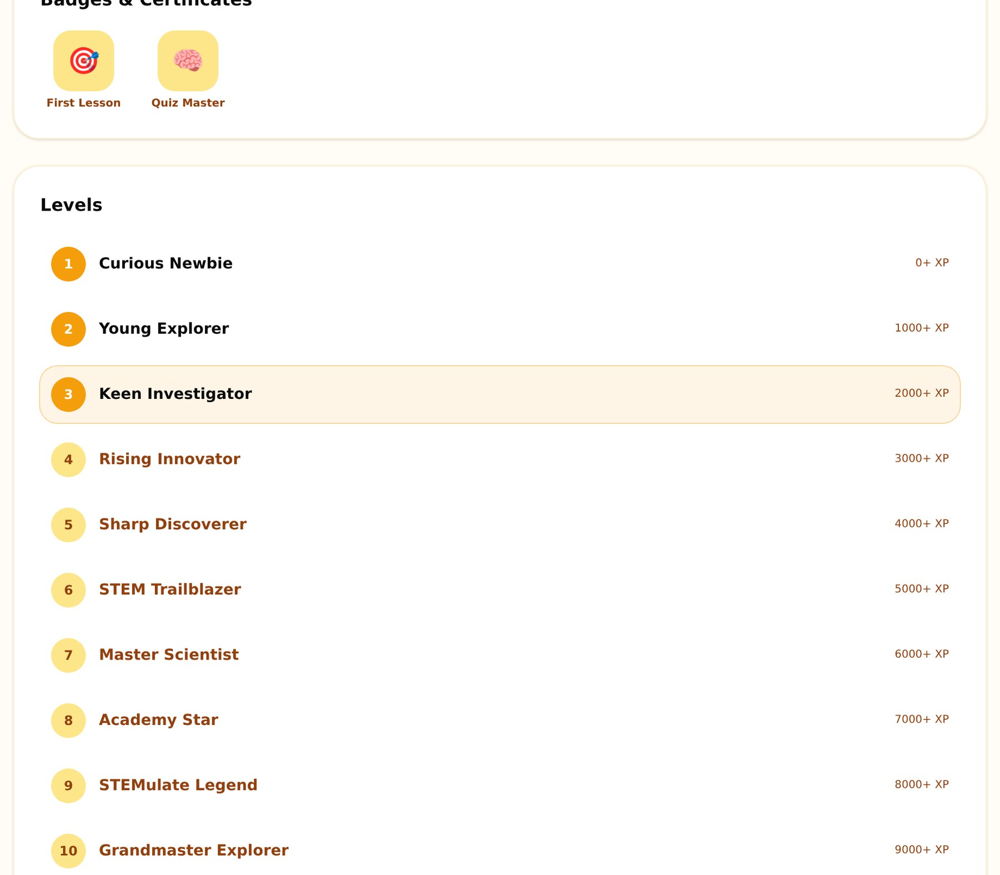 Badges & Certificates
First Lesson
Quiz Master
Levels
1 Curious Newbie 0+ XP
2 Young Explorer 1000+ XP
3 Keen Investigator 2000+ XP
4 Rising Innovator 3000+ XP
5 Sharp Discoverer 4000+ XP
6 STEM Trailblazer 5000+ XP
7 Master Scientist 6000+ XP
8 Academy Star 7000+ XP
9 STEMulate Legend 8000+ XP
10 Grandmaster Explorer 9000+ XP